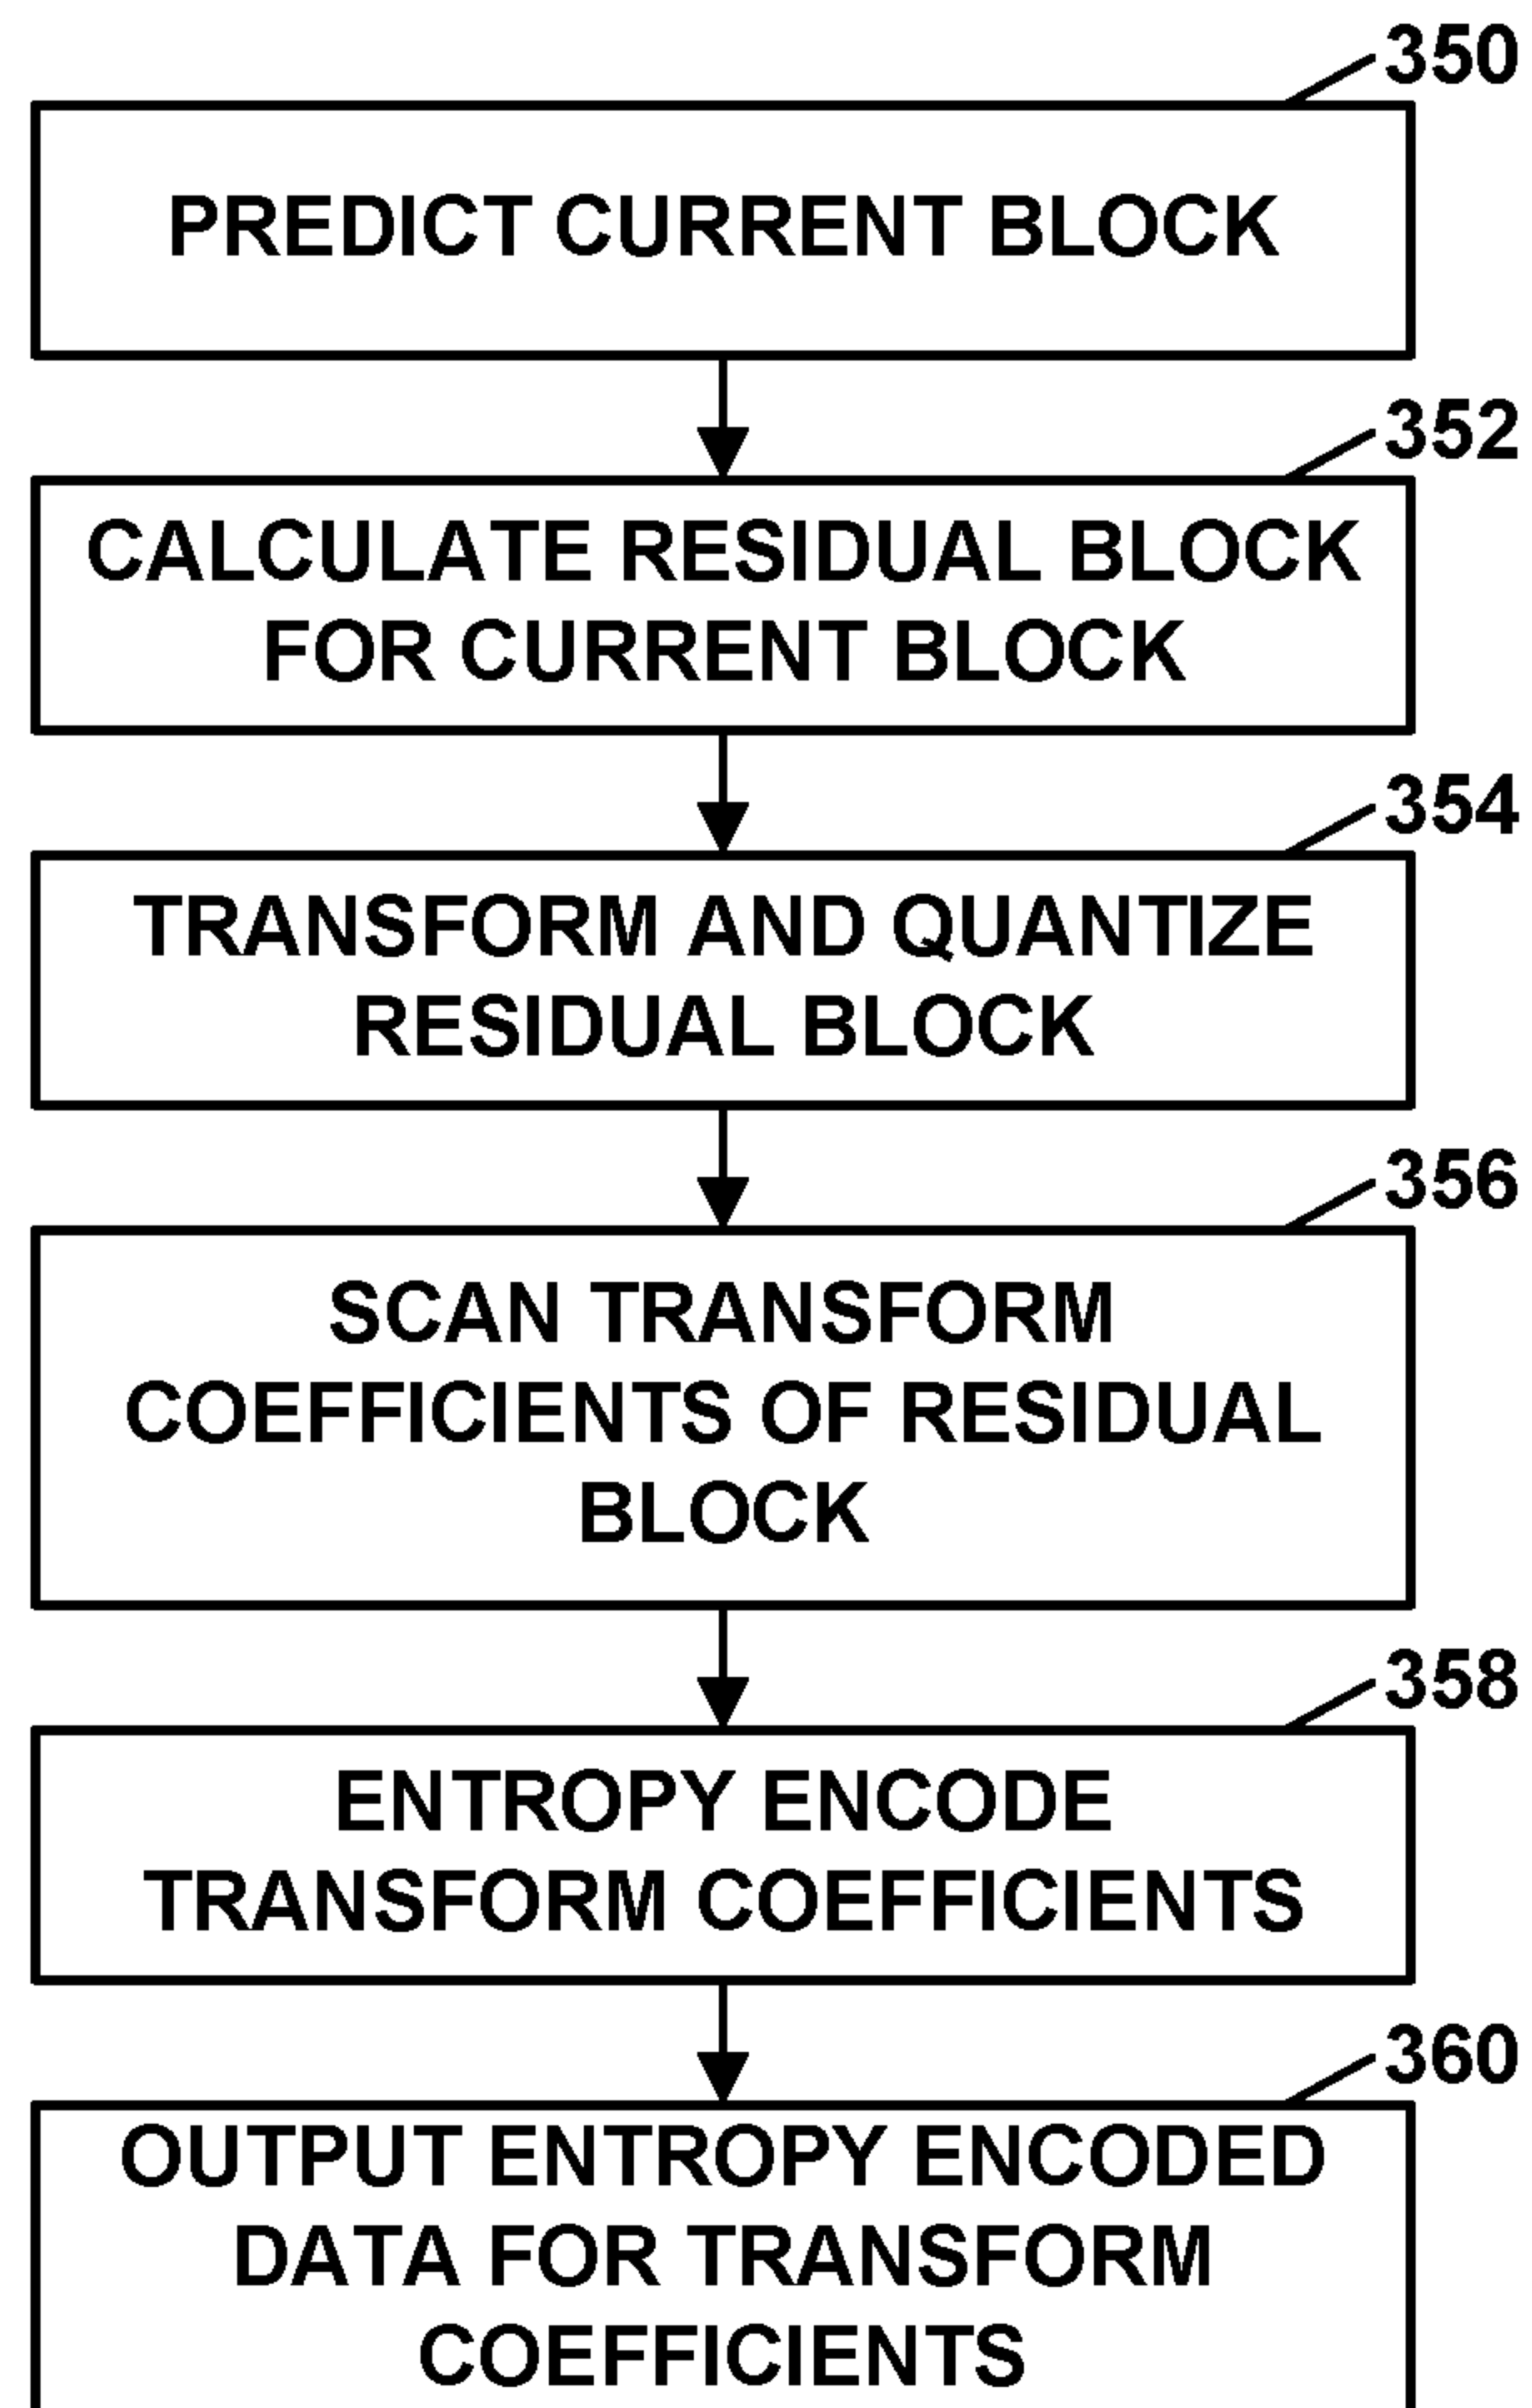 350
PREDICT CURRENT BLOCK
352
CALCULATE RESIDUAL BLOCK
FOR CURRENT BLOCK
354
TRANSFORM AND QUANTIZE
RESIDUAL BLOCK
356
SCAN TRANSFORM
COEFFICIENTS OF RESIDUAL
BLOCK
358
ENTROPY ENCODE
TRANSFORM COEFFICIENTS
360
OUTPUT ENTROPY ENCODED
DATA FOR TRANSFORM
COEFFICIENTS